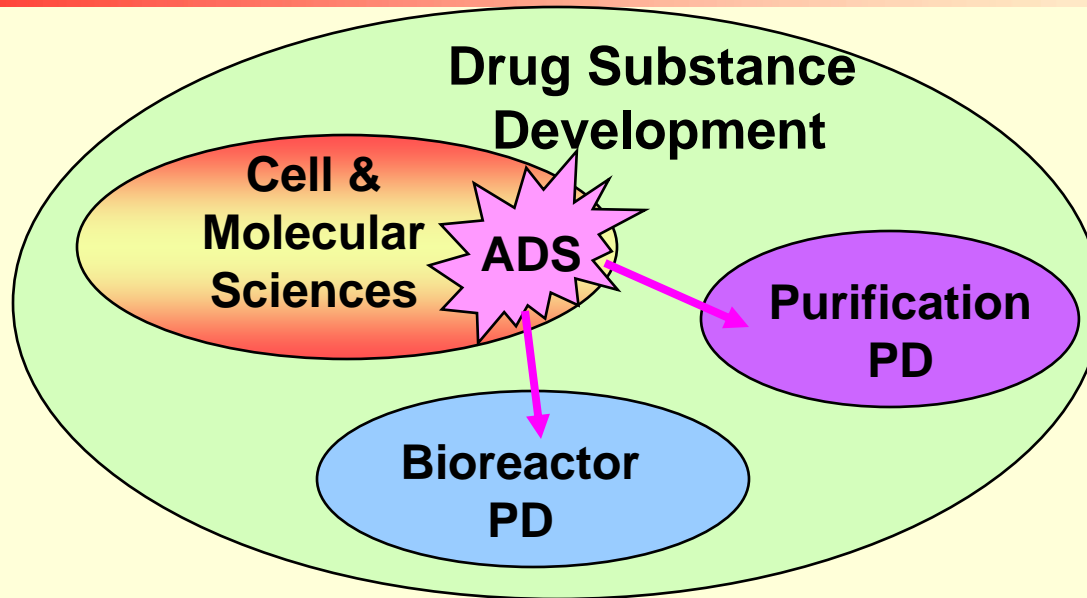 Drug Substance
Development
Cell &
Molecular
Sciences
ADS
Purification
PD
Bioreactor
PD